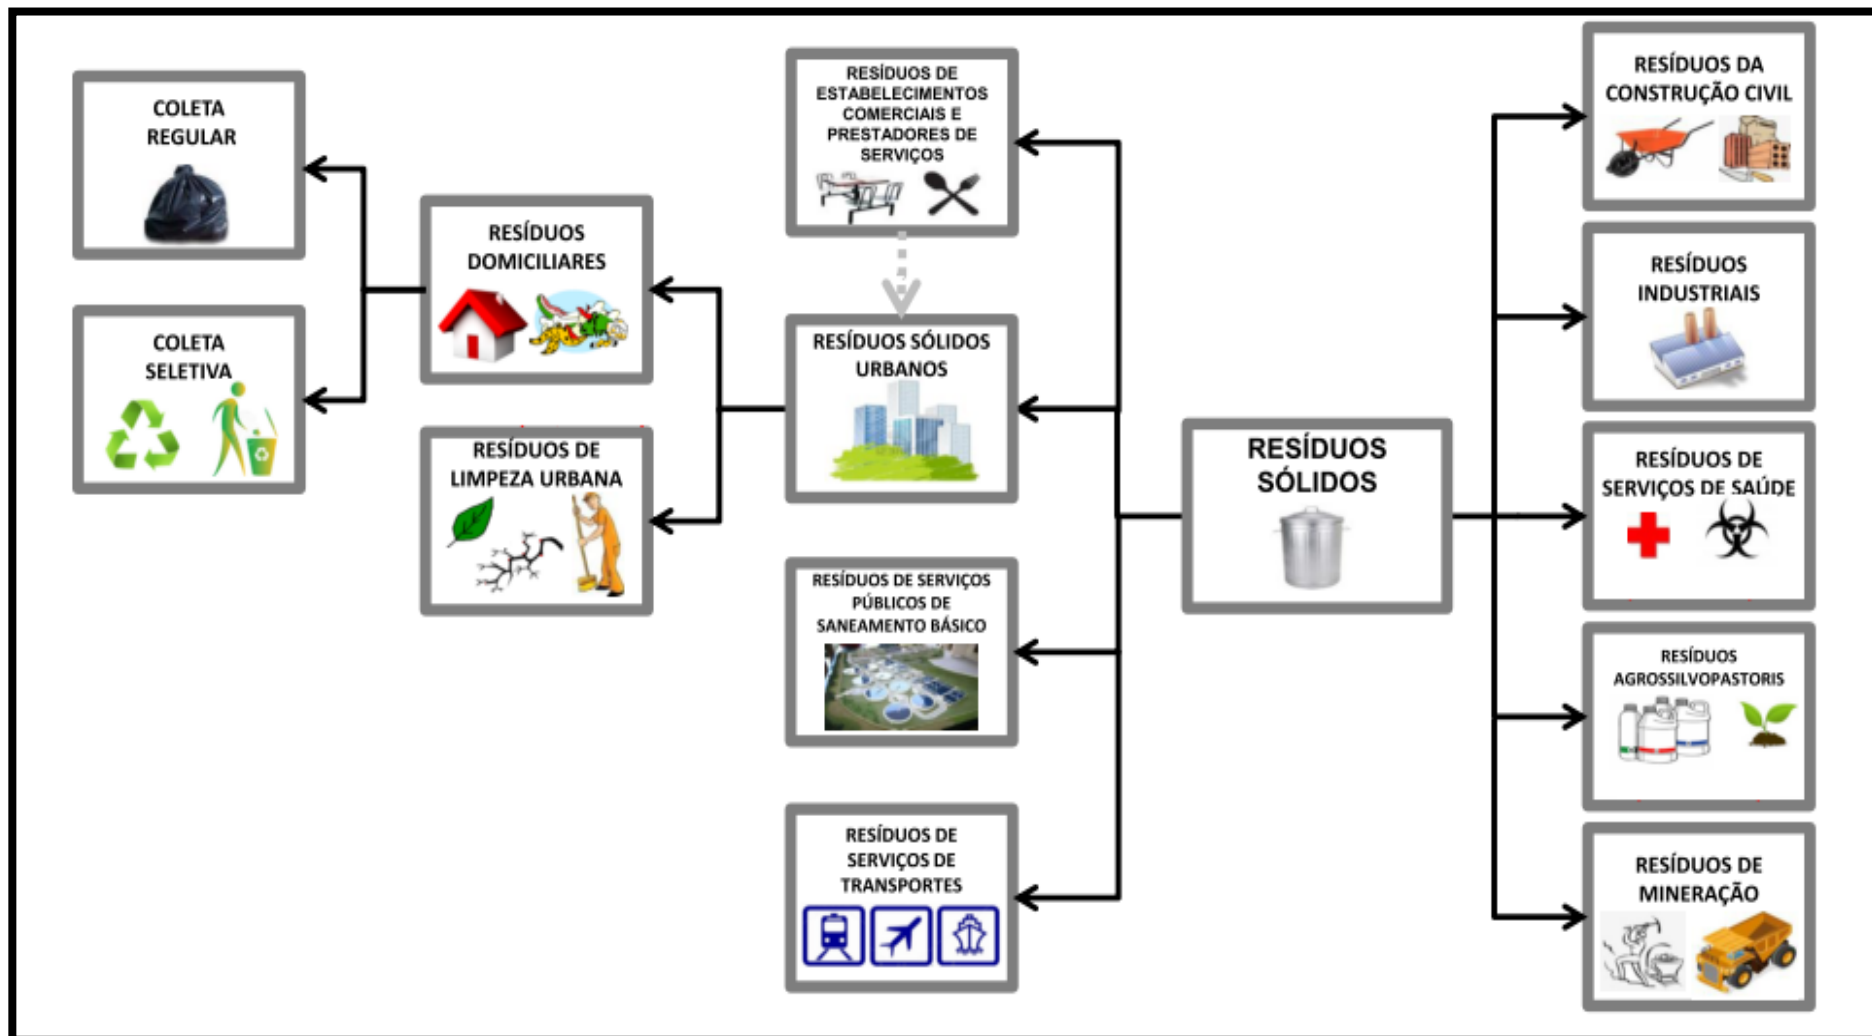 COLETA
REGULAR
COLETA
SELETIVA
RESÍDUOS
DOMICILIARES
RESÍDUOS DE
LIMPEZA URBANA
RESÍDUOS DE
ESTABELECIMENTOS
COMERCIAIS E
PRESTADORES DE
SERVIÇOS
RESÍDUOS SÓLIDOS
URBANOS
RESÍDUOS DE SERVIÇOS
PÚBLICOS DE
SANEAMENTO BÁSICO
RESÍDUOS DE
SERVIÇOS DE
TRANSPORTES
RESÍDUOS
SÓLIDOS
RESÍDUOS DA
CONSTRUÇÃO CIVIL
RESÍDUOS
INDUSTRIAIS
RESÍDUOS DE
SERVIÇOS DE SAÚDE
RESÍDUOS
AGROSSILVOPASTORIS
RESÍDUOS DE
MINERAÇÃO